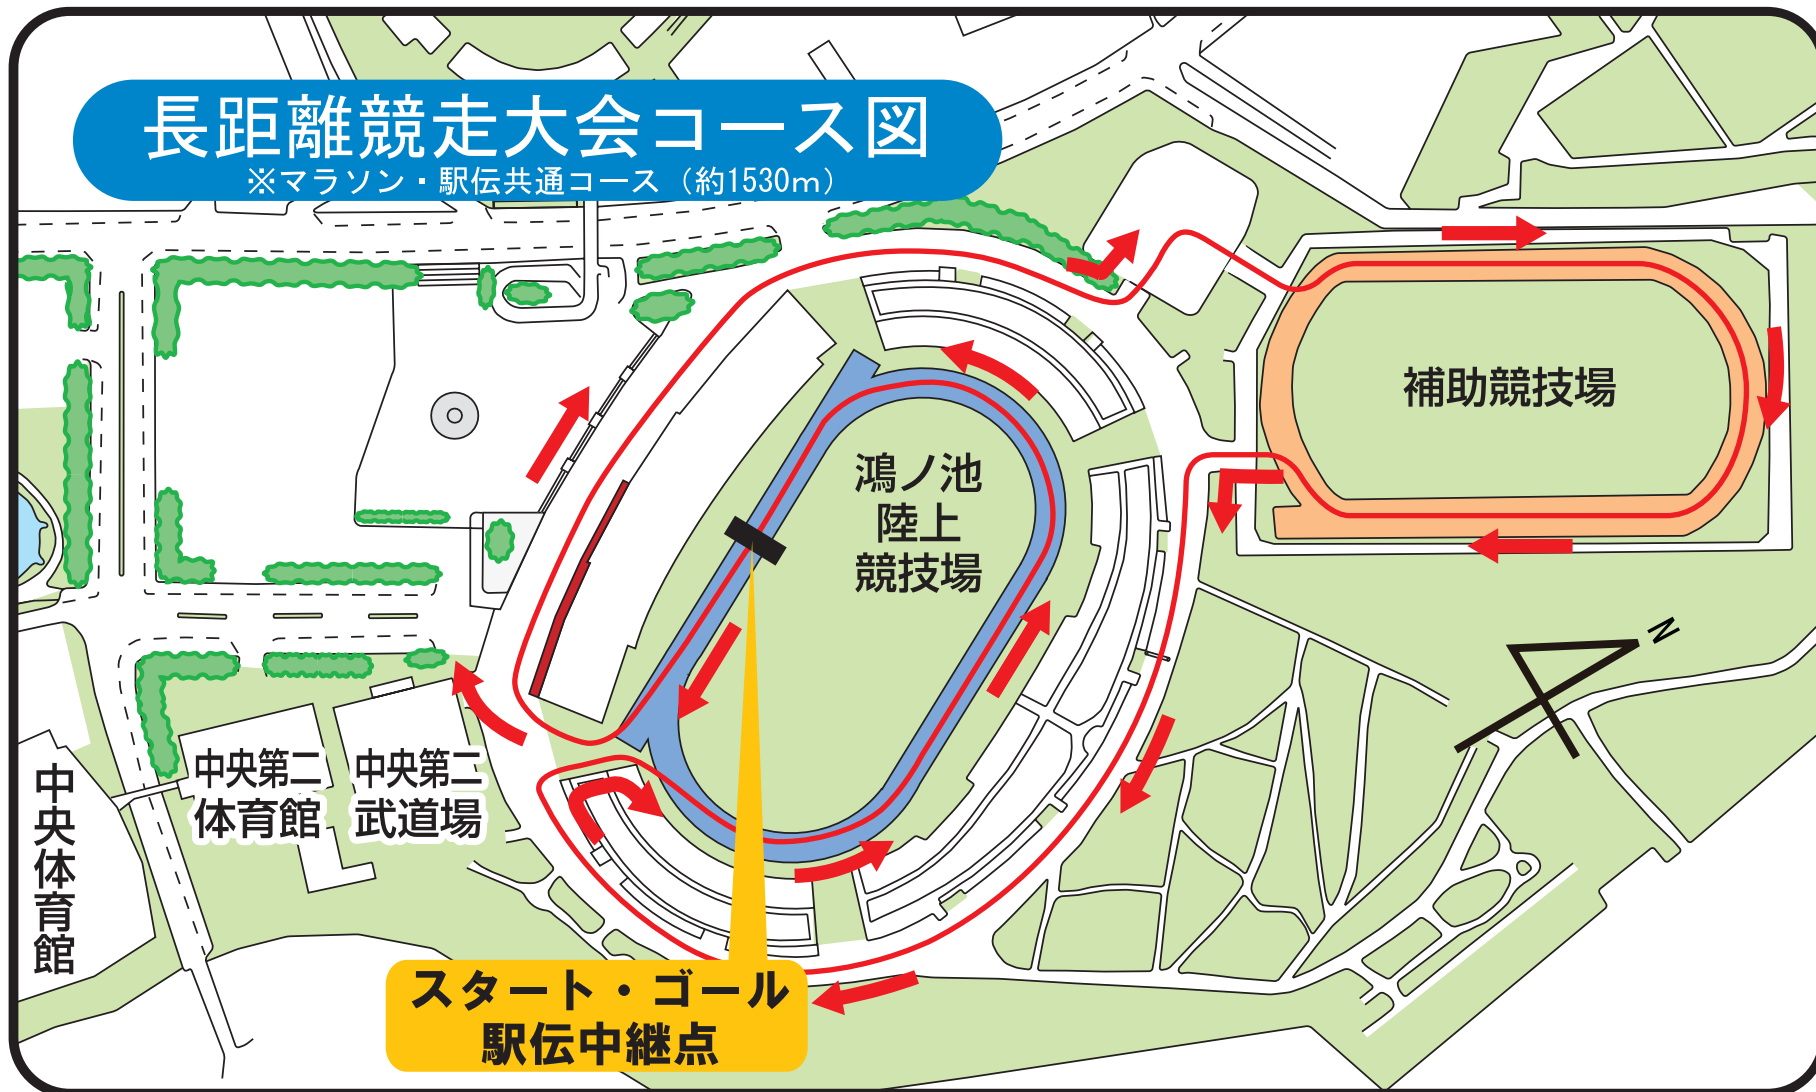 長距離競走大会コース図
※マラソン・駅伝共通コース（約1530ｍ）
補助競技場
鴻ノ池
陸上
競技場
N
中央第二
体育館
中央第二
武道場
中央体育館
スタート・ゴール
駅伝中継点